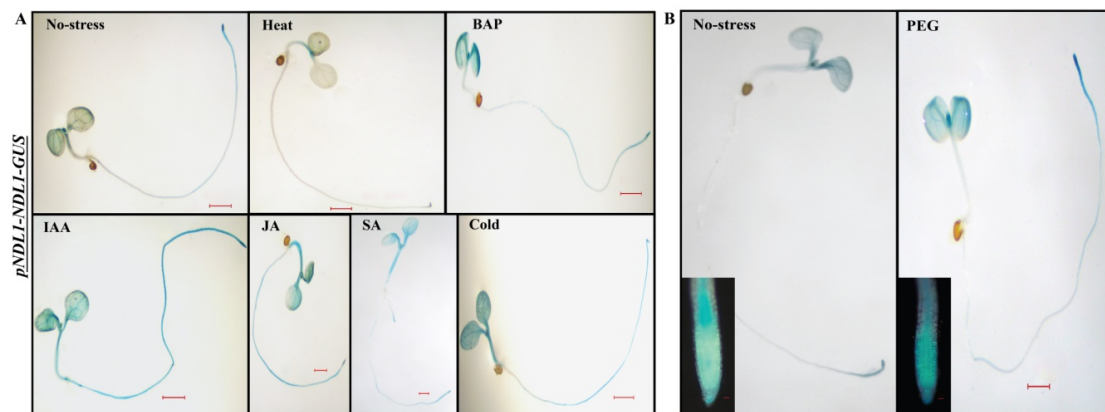 A
No-stress
Heat
BAP
pNDL1-NDL1-GUS
IAA
JA
SA
Cold
B
No-stress
PEG